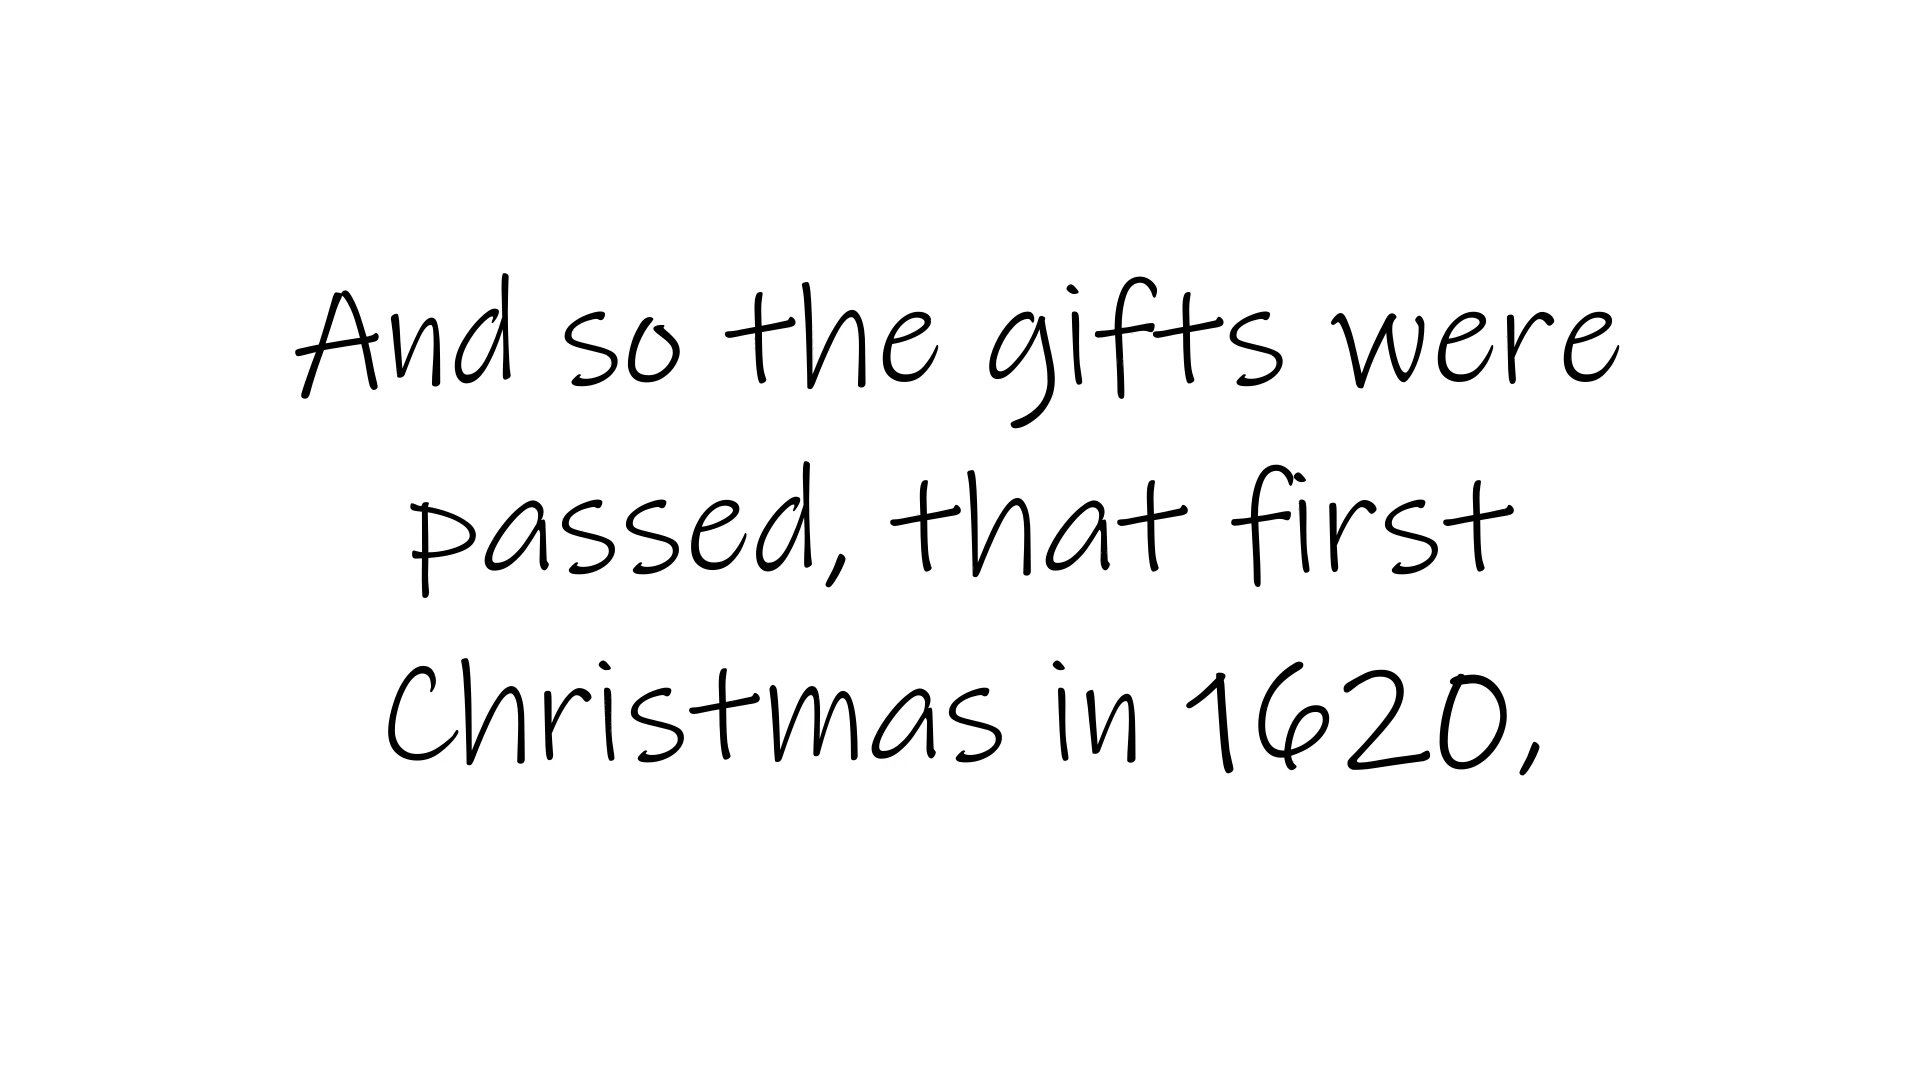 And so the gifts were
passed, that first
Christmas in 1620,